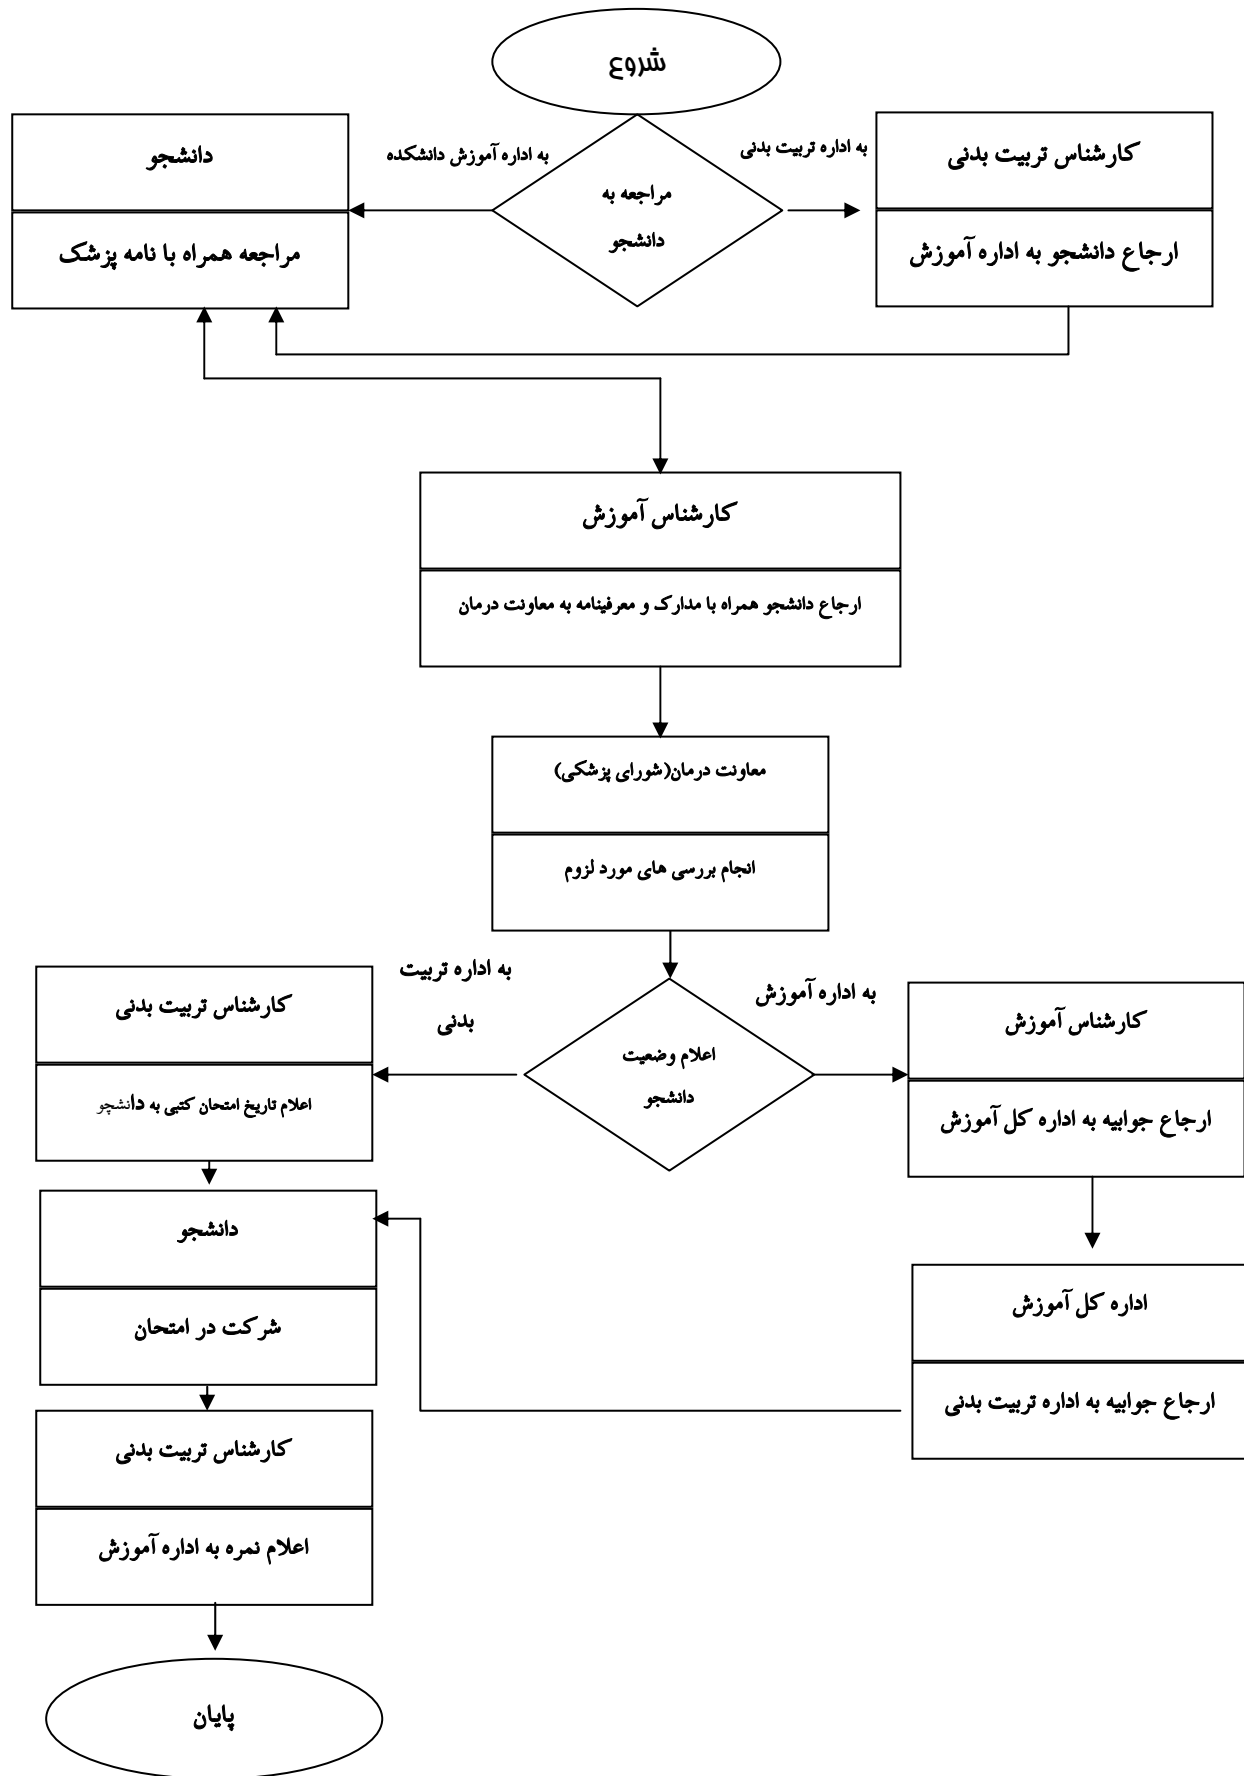 شروع
کارشناس تربیت بدنی
ارجاع دانشجو به اداره آموزش
به اداره تربیت بدنی
مراجعه به
دانشجو
به اداره آموزش دانشکده
دانشجو
مراجعه همراه با نامه پزشک
کارشناس آموزش
ارجاع دانشجو همراه با مدارک و معرفینامه به معاونت درمان
معاونت درمان(شورای پزشکی)
انجام بررسی های مورد لزوم
اعلام وضعیت
دانشجو
به اداره آموزش
کارشناس آموزش
ارجاع جوابیه به اداره کل آموزش
اداره کل آموزش
ارجاع جوابیه به اداره تربیت بدنی
به اداره تربیت
بدنی
کارشناس تربیت بدنی
اعلام تاریخ امتحان کتبی به دانشچو
دانشجو
شرکت در امتحان
کارشناس تربیت بدنی
اعلام نمره به اداره آموزش
پایان